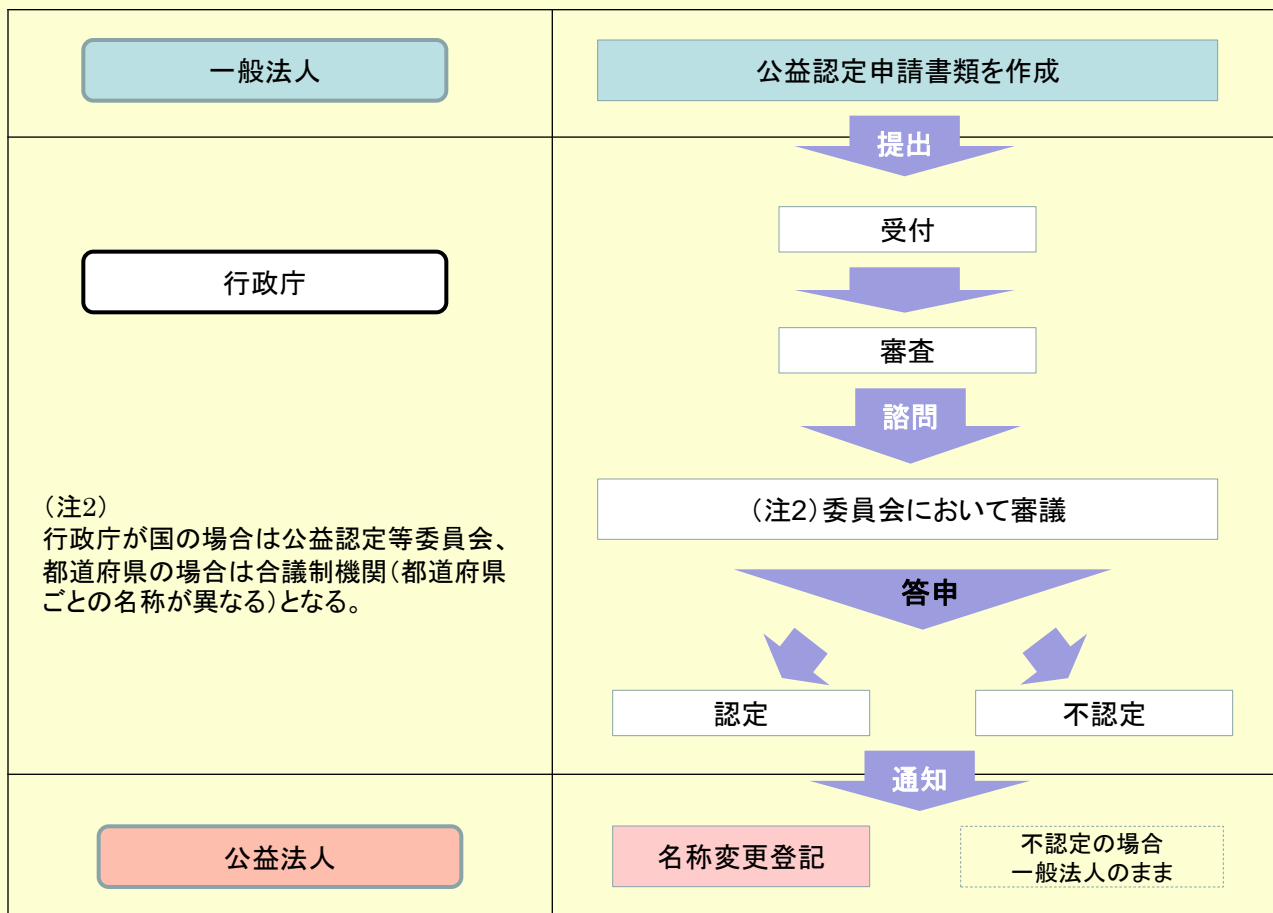 一般法人
公益認定申請書類を作成
提出
受付
行政庁
審査
諮問
(注2)
行政庁が国の場合は公益認定等委員会、
都道府県の場合は合議制機関(都道府県
ごとの名称が異なる)となる。
(注2)委員会において審議
答申
認定
不認定
通知
公益法人
名称変更登記
不認定の場合
一般法人のまま